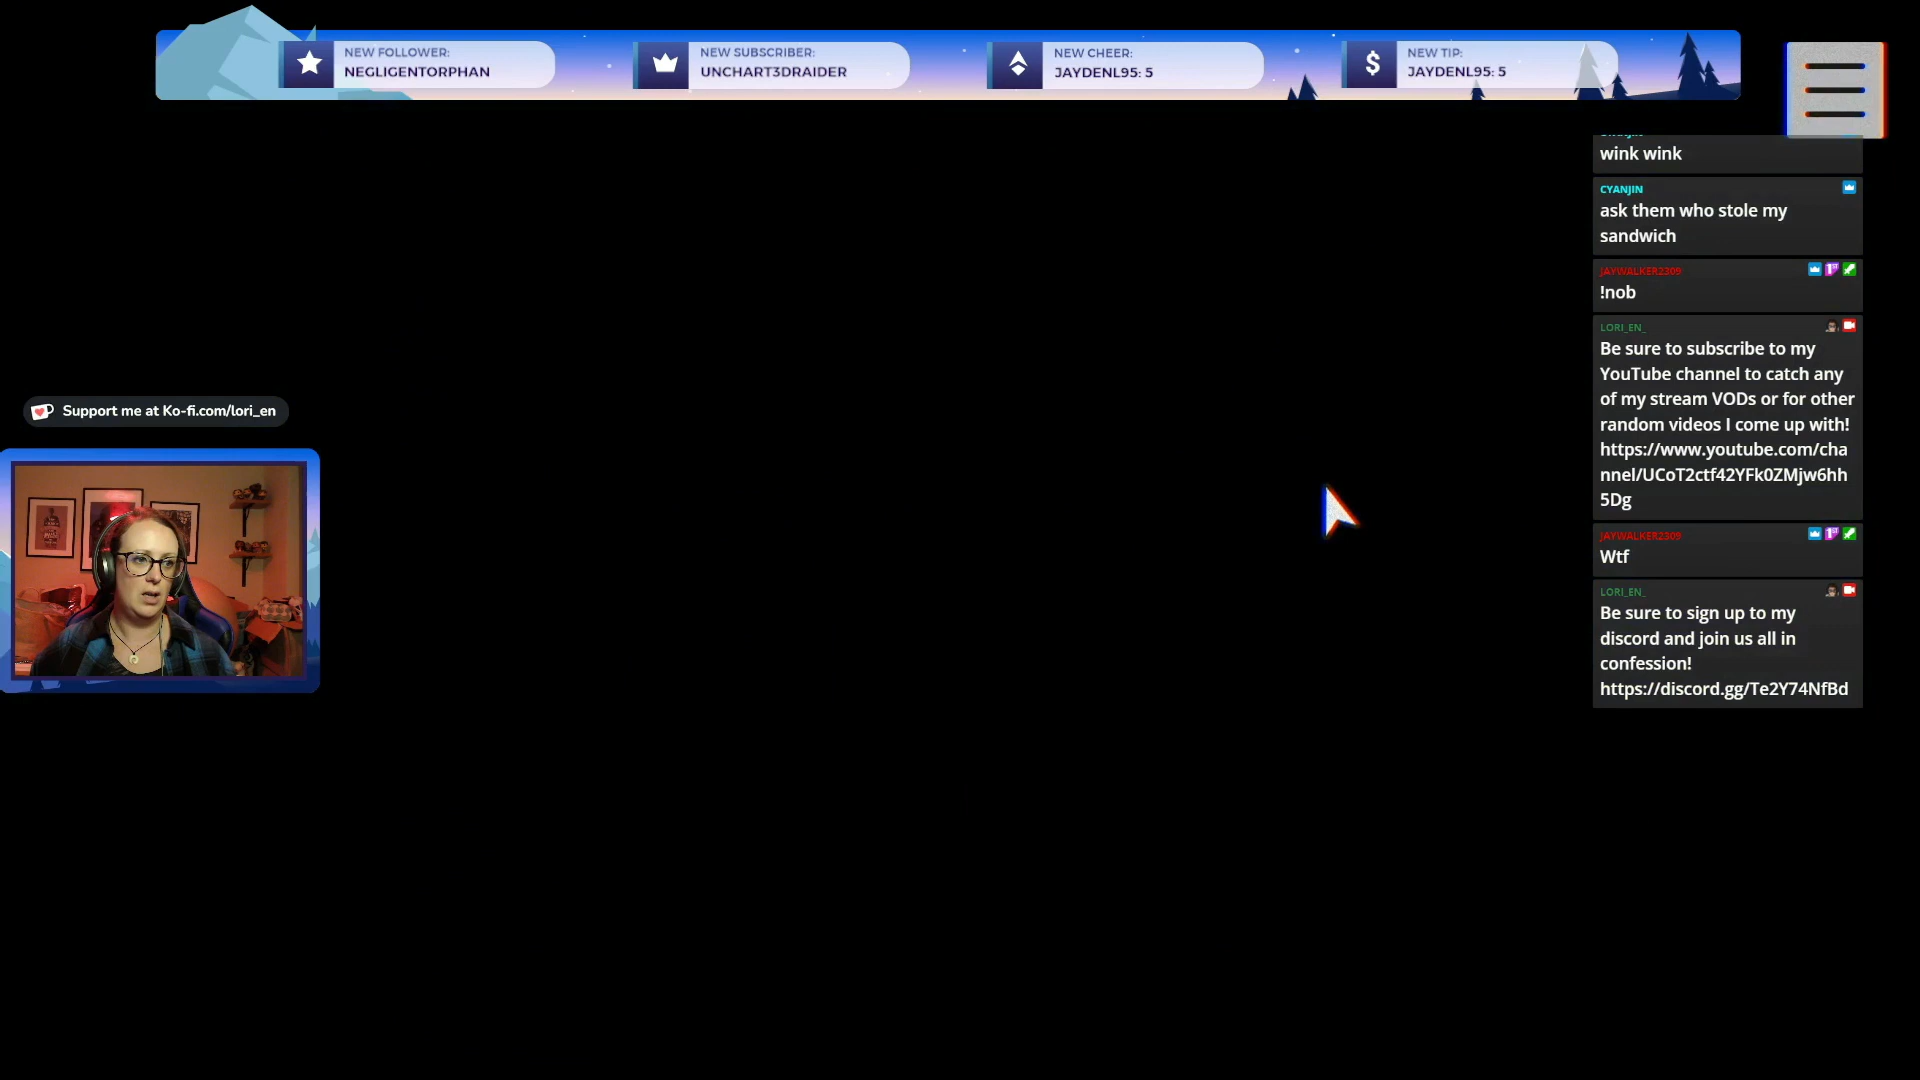 NEW FOLLOWER:
NEGLIGENTORPHAN
NEW SUBSCRIBER:
UNCHART3DRAIDER
NEW CHEER:
JAYDENL95: 5
NEW TIP:
JAYDENL95: 5
wink wink
CYANJIN
ask them who stole my
sandwich
JAYWALKER2309
!nob
LORI_EN_
Be sure to subscribe to my
YouTube channel to catch any
of my stream VODs or for other
random videos I come up with!
https://www.youtube.com/cha
nnel/UCoT2ctf42YFk0ZMjw6hh
5Dg
JAYWALKER2309
Wtf
LORI_EN_
Be sure to sign up to my
discord and join us all in
confession!
https://discord.gg/Te2Y74NfBd
Support me at Ko-fi.com/lori_en